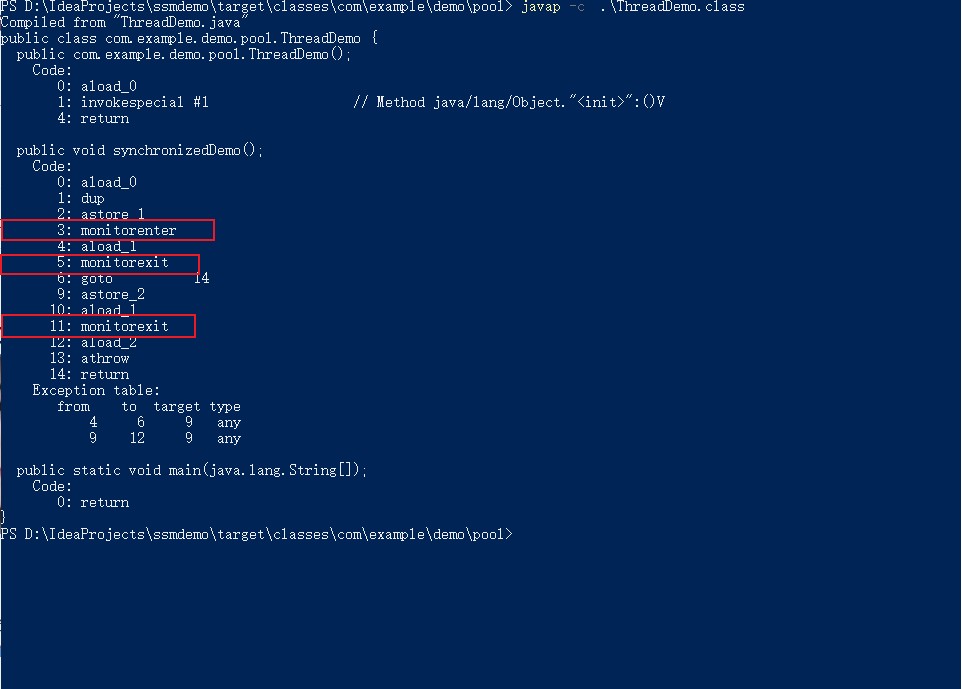 PS D:\IdeaProjects\ssmdemo\target\classes\com\example\demo\pool> javap -c  .\ThreadDemo.class
Compiled from "ThreadDemo.java"
public class com.example.demo.pool.ThreadDemo {
  public com.example.demo.pool.ThreadDemo();
    Code:
       0: aload_0
       1: invokespecial #1                  // Method java/lang/Object."<init>":()V
       4: return

  public void synchronizedDemo();
    Code:
       0: aload_0
       1: dup
       2: astore_1
       3: monitorenter
       4: aload_1
       5: monitorexit
       6: goto          14
       9: astore_2
      10: aload_1
      11: monitorexit
      12: aload_2
      13: athrow
      14: return
    Exception table:
       from    to  target type
           4     6     9   any
           9    12     9   any

  public static void main(java.lang.String[]);
    Code:
       0: return
}
PS D:\IdeaProjects\ssmdemo\target\classes\com\example\demo\pool>